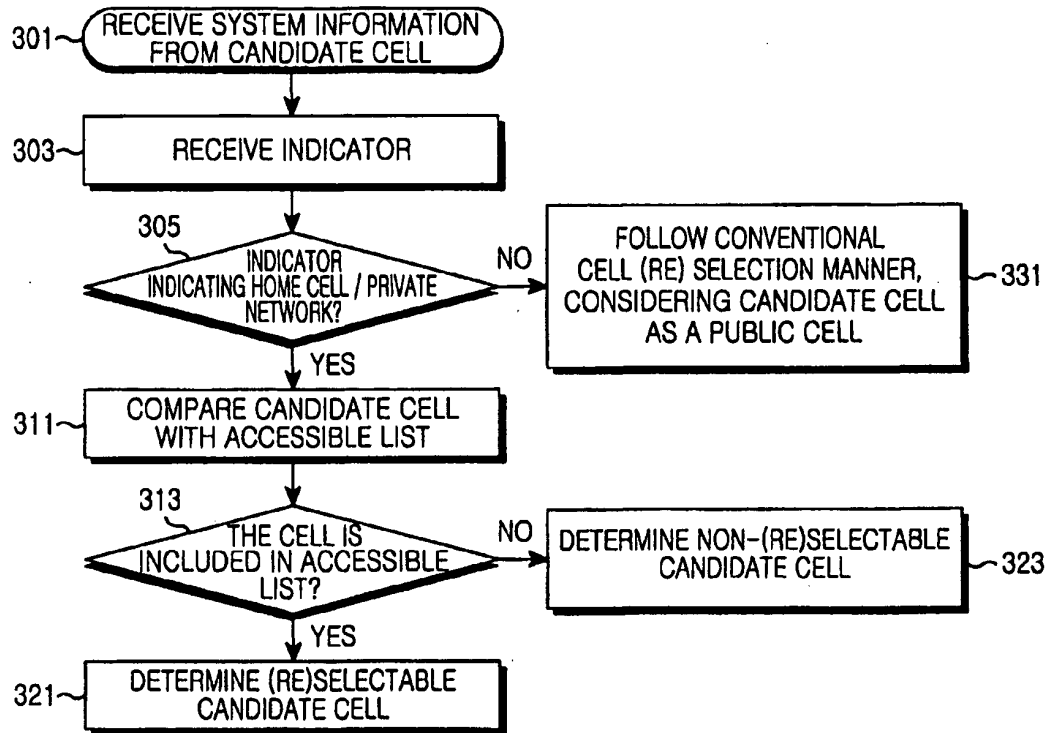 301
RECEIVE SYSTEM INFORMATION
FROM CANDIDATE CELL
303
RECEIVE INDICATOR
305
INDICATOR
INDICATING HOME CELL / PRIVATE
NETWORK?
NO
FOLLOW CONVENTIONAL
CELL (RE) SELECTION MANNER,
CONSIDERING CANDIDATE CELL
AS A PUBLIC CELL
331
YES
311
COMPARE CANDIDATE CELL
WITH ACCESSIBLE LIST
313
THE CELL IS
INCLUDED IN ACCESSIBLE
LIST?
NO
DETERMINE NON-(RE)SELECTABLE
CANDIDATE CELL
323
YES
321
DETERMINE (RE)SELECTABLE
CANDIDATE CELL